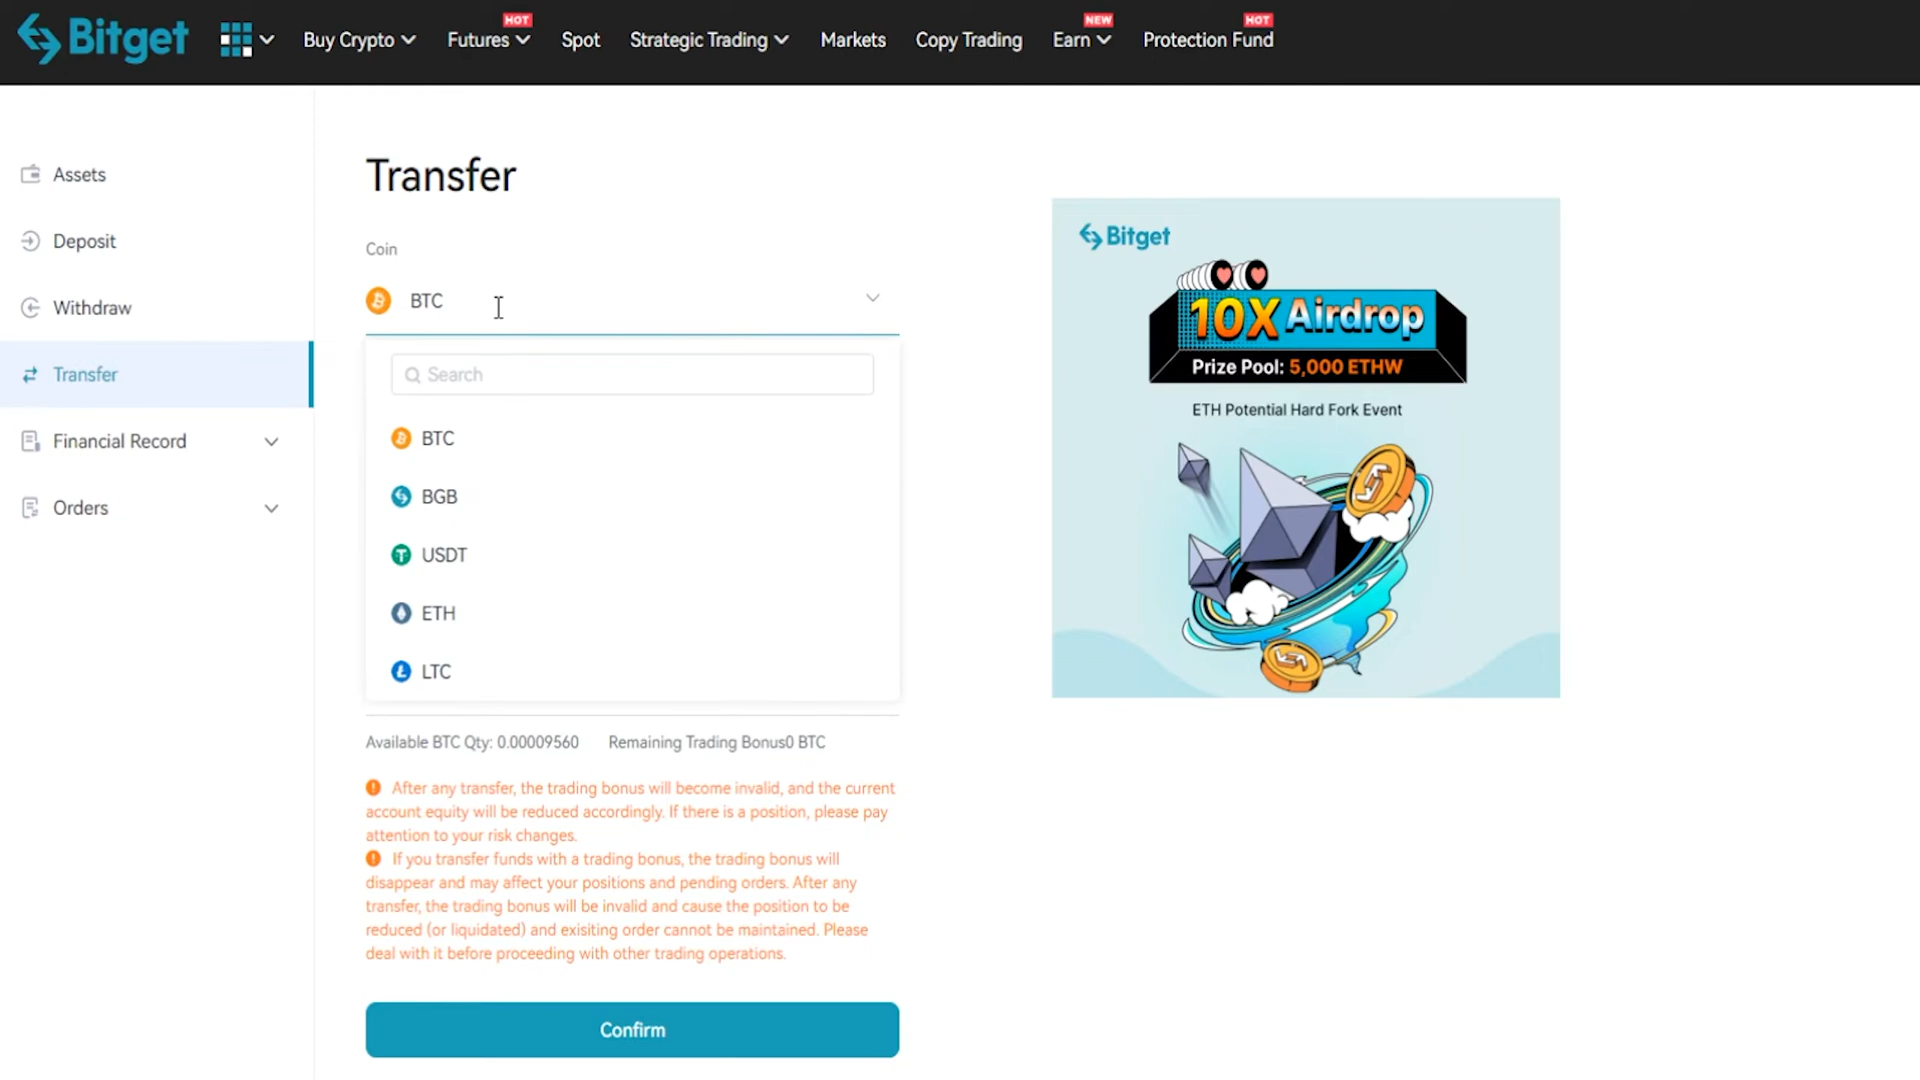 Bitget
Buy Crypto
HOT
Futures
Spot
Strategic Trading
Markets
Copy Trading
NEW
Earn
HOT
Protection Fund
Assets
Deposit
Withdraw
Transfer
Financial Record
Orders
Transfer
Coin
BTC
Search
BTC
BGB
USDT
ETH
LTC
Available BTC Qty: 0.00009560 Remaining Trading Bonus0 BTC
After any transfer, the trading bonus will become invalid, and the current
account equity will be reduced accordingly. If there is a position, please pay
attention to your risk changes.
If you transfer funds with a trading bonus, the trading bonus will
disappear and may affect your positions and pending orders. After any
transfer, the trading bonus will be invalid and cause the position to be
reduced (or liquidated) and exisiting order cannot be maintained. Please
deal with it before proceeding with other trading operations.
Confirm
Bitget
10X Airdrop
Prize Pool: 5,000 ETHW
ETH Potential Hard Fork Event